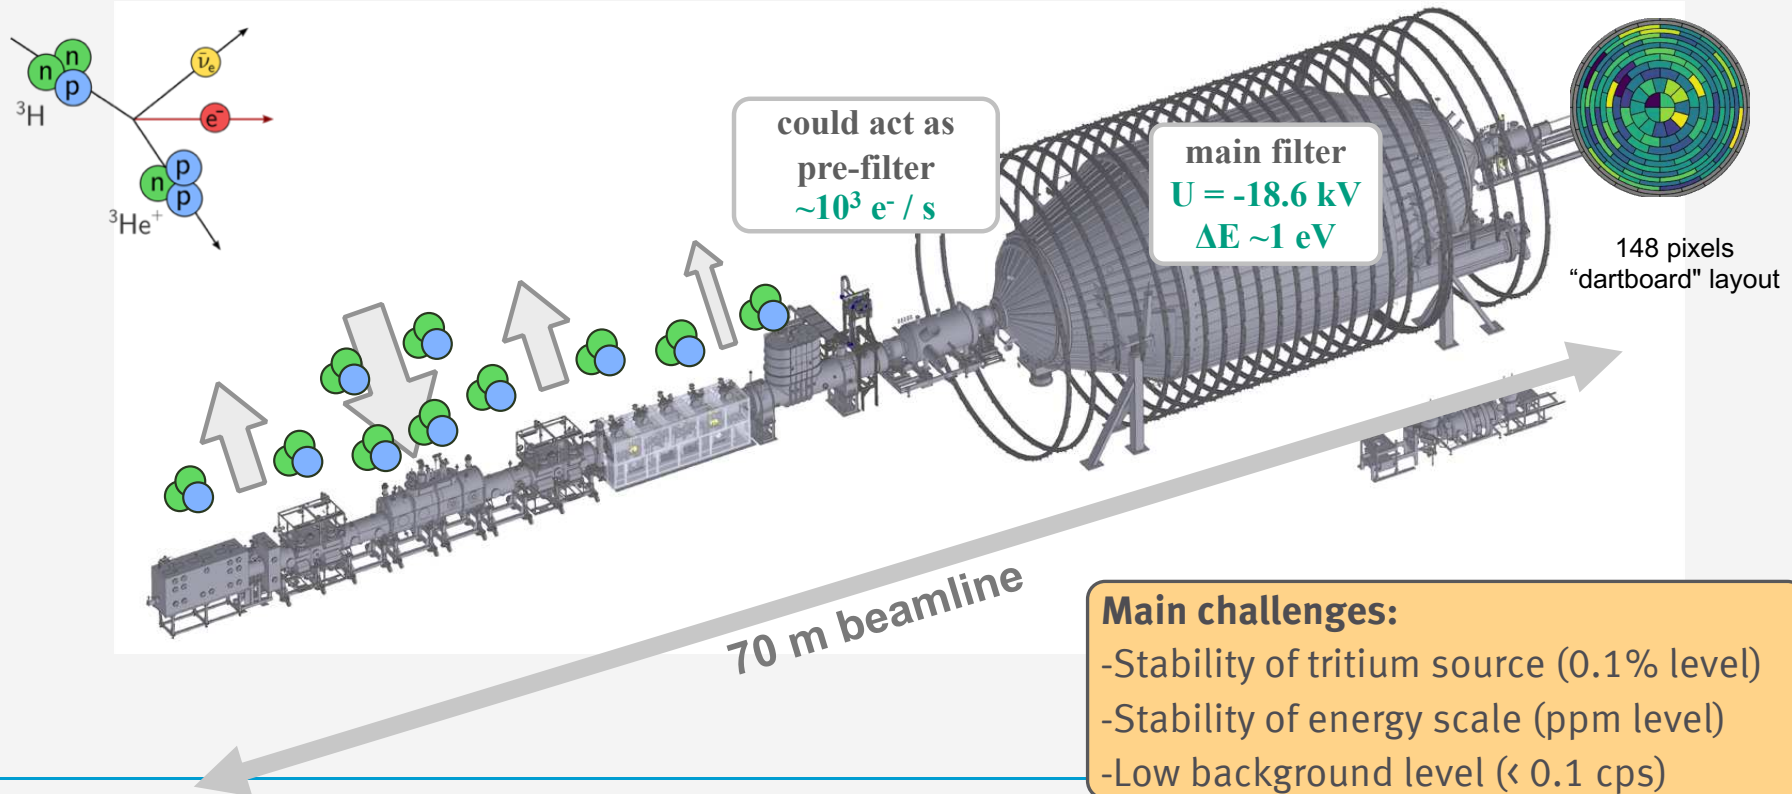 n
n
p
³H
ν̄ₑ
e⁻
p
n
p
³He⁺
could act as
pre-filter
~10³ e⁻ / s
main filter
U = -18.6 kV
ΔE ~1 eV
148 pixels
“dartboard" layout
70 m beamline
Main challenges:
-Stability of tritium source (0.1% level)
-Stability of energy scale (ppm level)
-Low background level (< 0.1 cps)